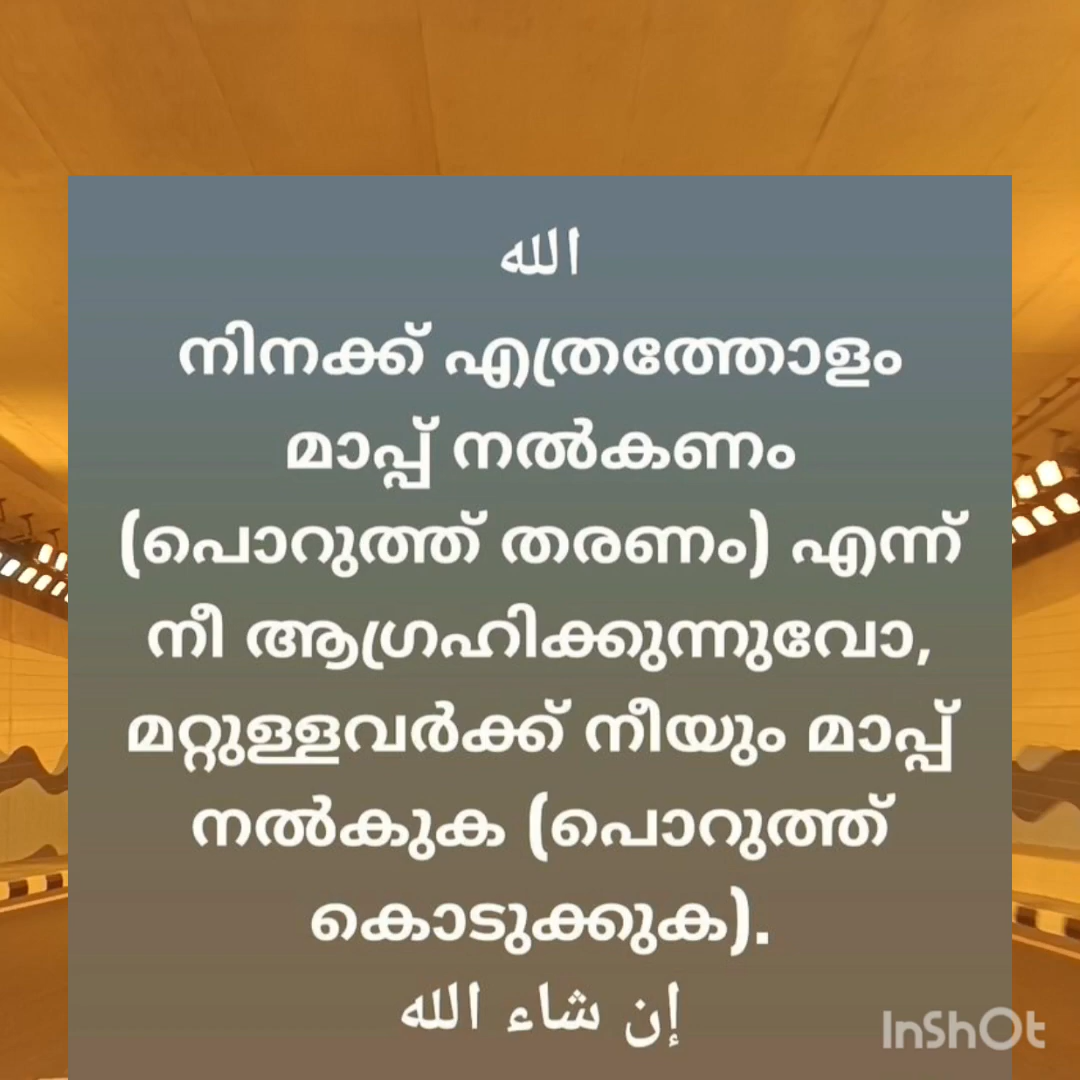 الله
നിനക്ക് എത്രത്തോളം
മാപ്പ് നൽകണം
(പൊറുത്ത് തരണം) എന്ന്
നീ ആഗ്രഹിക്കുന്നുവോ,
മറ്റുള്ളവർക്ക് നീയും മാപ്പ്
നൽകുക (പൊറുത്ത്
കൊടുക്കുക).
إن شاء الله
InShOt